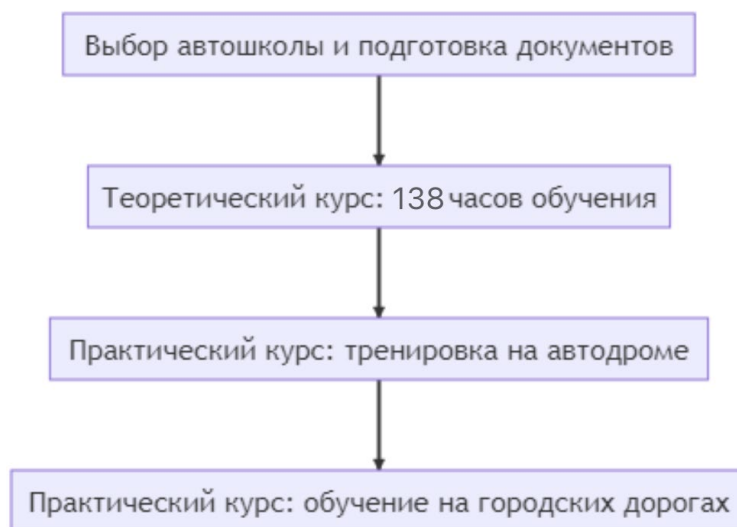 Выбор автошколы и подготовка документов
Теоретический курс: 138 часов обучения
Практический курс: тренировка на автодроме
Практический курс: обучение на городских дорогах